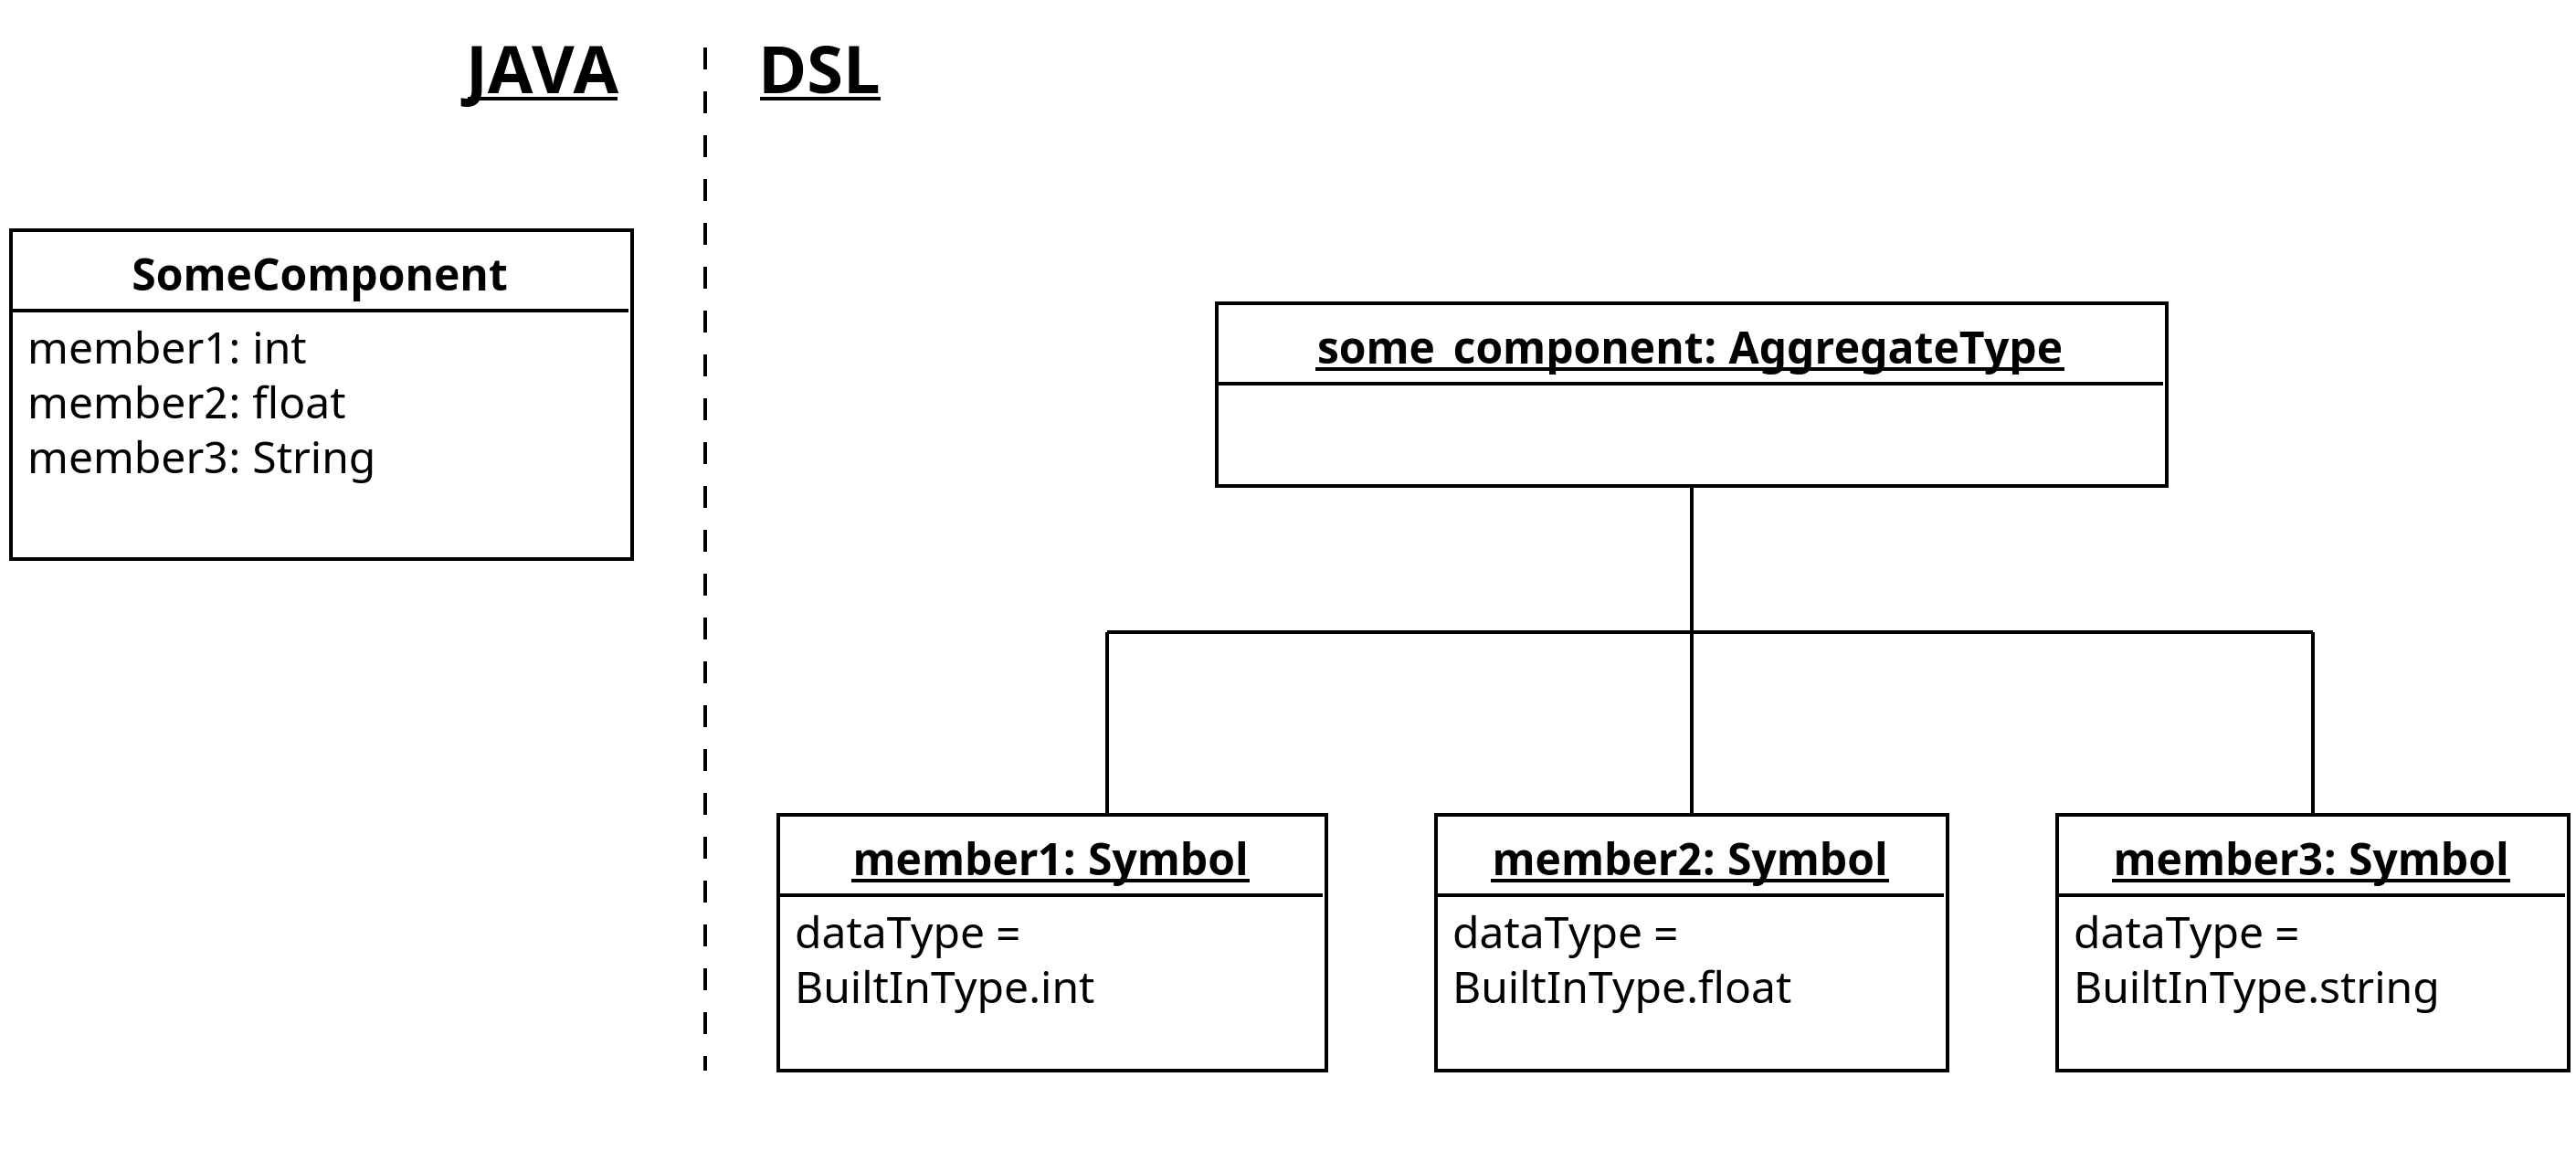 JAVA
DSL
SomeComponent
member1: int
member2: float
member3: String
some_component: AggregateType
member1: Symbol
dataType =
BuiltInType.int
member2: Symbol
dataType =
BuiltInType.float
member3: Symbol
dataType =
BuiltInType.string